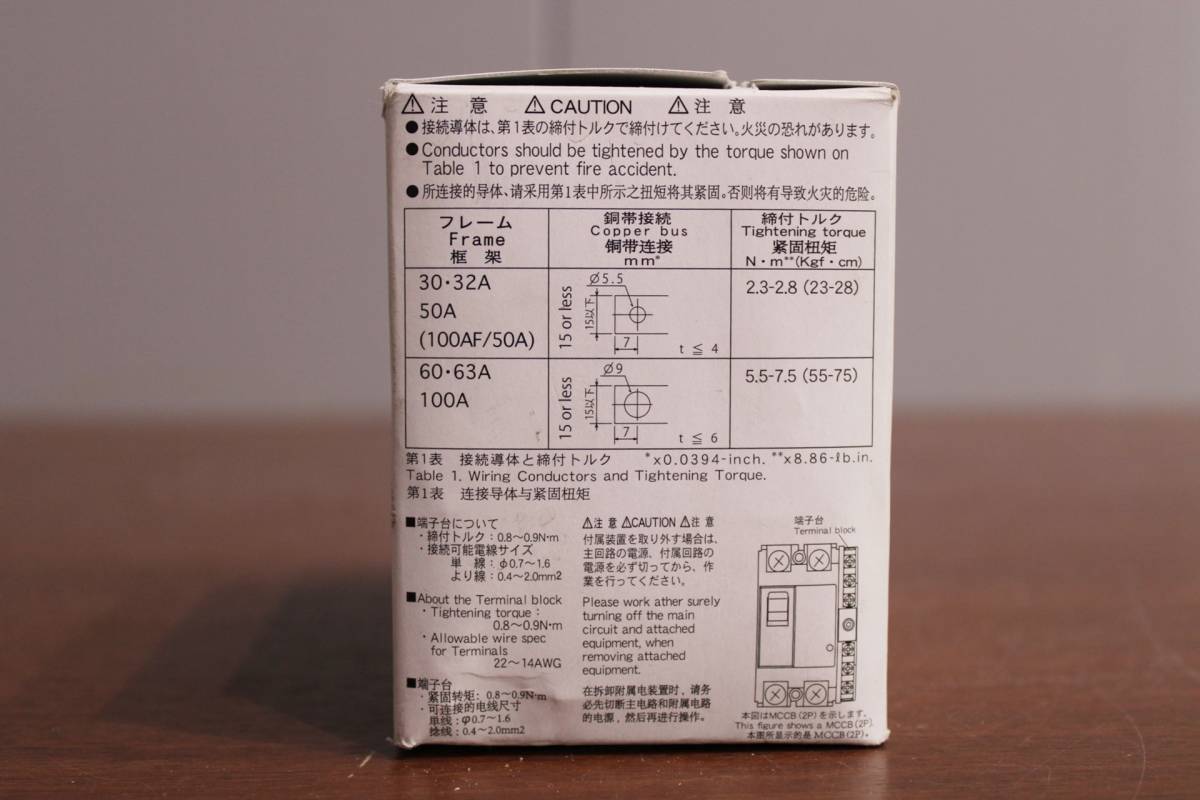 ⚠注 意 ⚠CAUTION ⚠注 意
●接続導体は、第1表の締付トルクで締付けてください。火災の恐れがあります。
●Conductors should be tightened by the torque shown on
Table 1 to prevent fire accident.
●所连接的导体、请采用第1表中所示之扭短将其紧固。否则将有导致火灾的危险。
フレーム
Frame
框 架
銅帯接続
Copper bus
铜带连接
mm*
締付トルク
Tightening torque
紧固扭矩
N・m**(Kgf・cm)
30・32A
50A
(100AF/50A)
15 or less
15以下
Ø5.5
7
t ≦ 4
2.3-2.8 (23-28)
60・63A
100A
15 or less
15以下
Ø9
7
t ≦ 6
5.5-7.5 (55-75)
第1表 接続導体と締付トルク *x0.0394-inch. **x8.86-ℓb.in.
Table 1. Wiring Conductors and Tightening Torque.
第1表 连接导体与紧固扭矩
■端子台について
・締付トルク：0.8〜0.9N・m
・接続可能電線サイズ
単 線：φ0.7〜1.6
より線：0.4〜2.0mm2
■About the Terminal block
・Tightening torque：
0.8〜0.9N・m
・Allowable wire spec
for Terminals
22〜14AWG
■端子台
・紧固转矩：0.8〜0.9N・m
・可连接的电线尺寸
单线：φ0.7〜1.6
捻线：0.4〜2.0mm2
⚠注 意 ⚠CAUTION ⚠注 意
付属装置を取り外す場合は、
主回路の電源、付属回路の
電源を必ず切ってから、作
業を行ってください。
Please work ather surely
turning off the main
circuit and attached
equipment, when
removing attached
equipment.
在拆卸附属电装置时，请务
必先切断主电路和附属电路
的电源，然后再进行操作。
端子台
Terminal block
本図はMCCB(2P)を示します。
This figure shows a MCCB(2P).
本图所显示的是 MCCB(2P)。